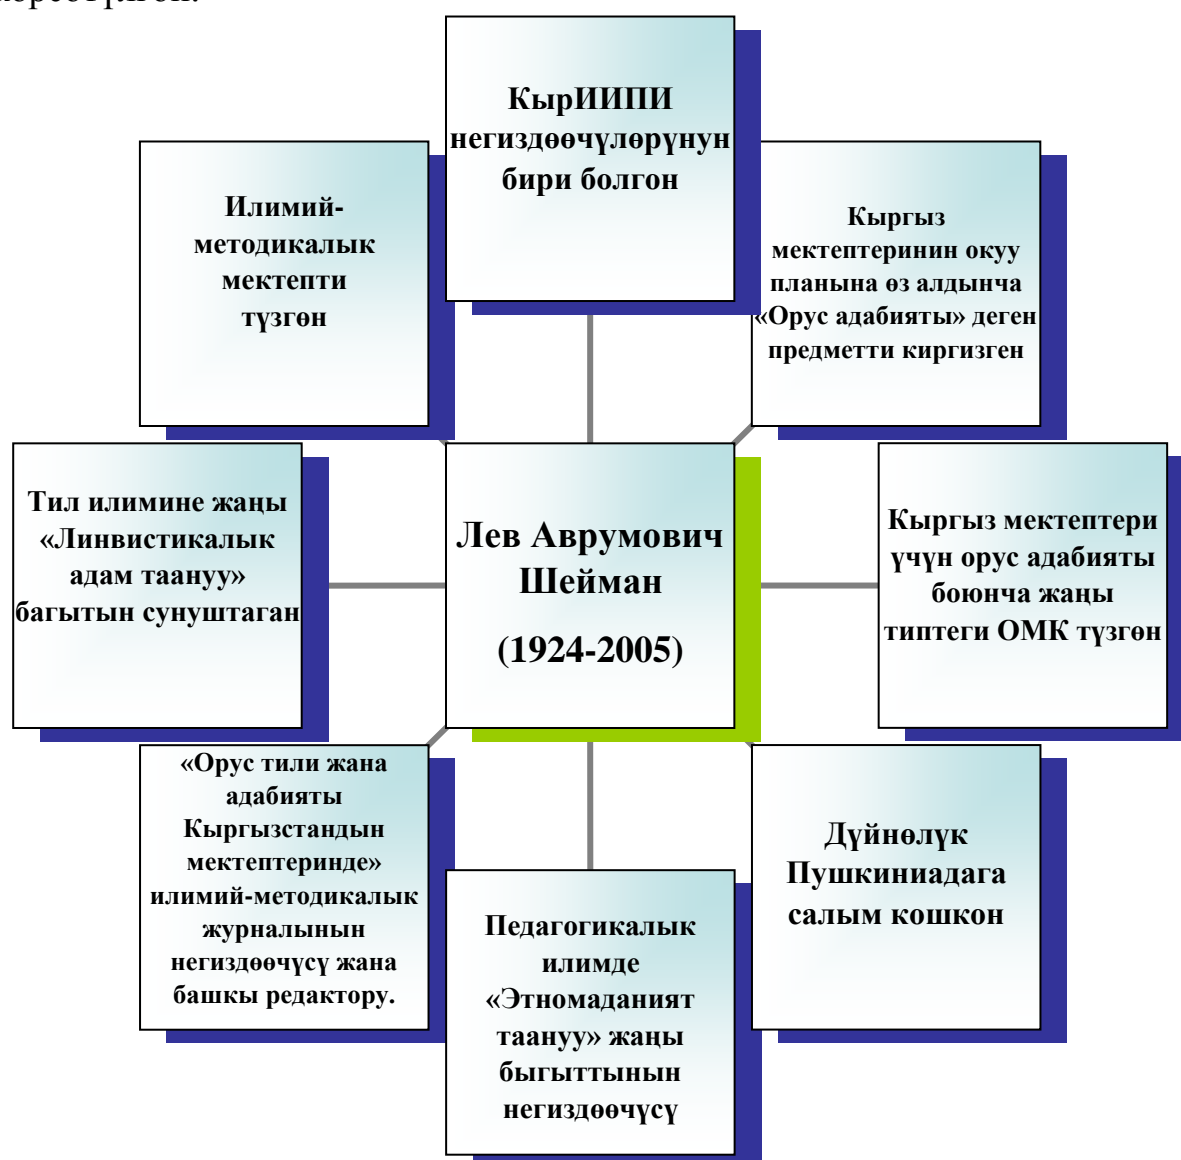 КырИИПИ
негиздөөчүлөрүнун
бири болгон
Илимий-
методикалык
мектепти
түзгөн
Кыргыз
мектептеринин окуу
планына өз алдынча
«Орус адабияты» деген
предметти киргизген
Тил илимине жаңы
«Линвистикалык
адам таануу»
багытын сунуштаган
Лев Аврумович
Шейман
(1924-2005)
Кыргыз мектептери
үчүн орус адабияты
боюнча жаңы
типтеги ОМК түзгөн
«Орус тили жана
адабияты
Кыргызстандын
мектептеринде»
илимий-методикалык
журналынын
негиздөөчүсү жана
башкы редактору.
Педагогикалык
илимде
«Этномаданият
таануу» жаңы
быгыттынын
негиздөөчүсү
Дүйнөлүк
Пушкиниадага
салым кошкон